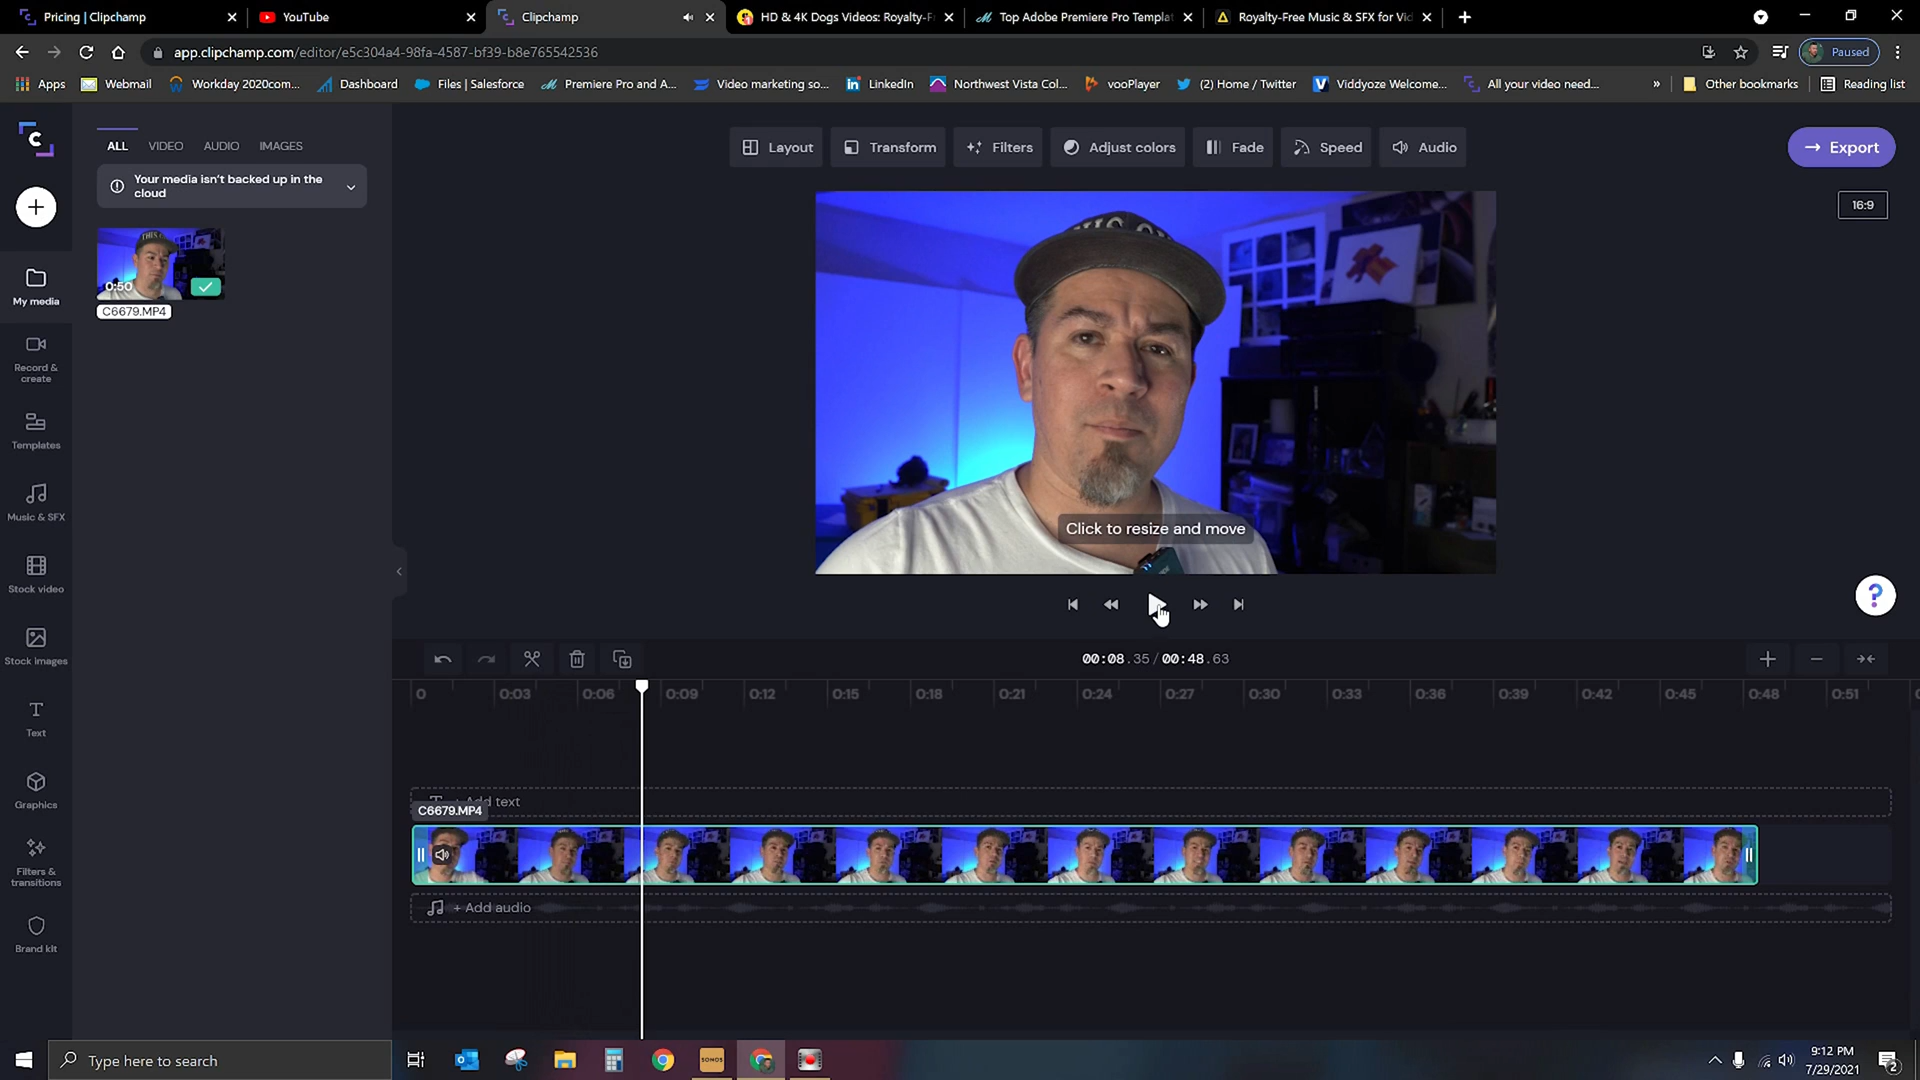 Pricing | Clipchamp
YouTube
Clipchamp
HD & 4K Dogs Videos: Royalty-F
Top Adobe Premiere Pro Templat
Royalty-Free Music & SFX for Vid
app.clipchamp.com/editor/e5c304a4-98fa-4587-bf39-b8e765542536
Paused
Apps
Webmail
Workday 2020com...
Dashboard
Files | Salesforce
Premiere Pro and A...
Video marketing so...
LinkedIn
Northwest Vista Col...
vooPlayer
(2) Home / Twitter
Viddyoze Welcome...
All your video need...
»
Other bookmarks
Reading list
ALL VIDEO AUDIO IMAGES
Your media isn't backed up in the
cloud
0:50
C6679.MP4
My media
Record &
create
Templates
Music & SFX
Stock video
Stock images
Text
Graphics
Filters &
transitions
Brand kit
Layout
Transform
Filters
Adjust colors
Fade
Speed
Audio
Export
16:9
Click to resize and move
?
00:08.35 / 00:48.63
0 0:03 0:06 0:09 0:12 0:15 0:18 0:21 0:24 0:27 0:30 0:33 0:36 0:39 0:42 0:45 0:48 0:51
Add text
C6679.MP4
+ Add audio
Type here to search
SONOS
9:12 PM
7/29/2021
2